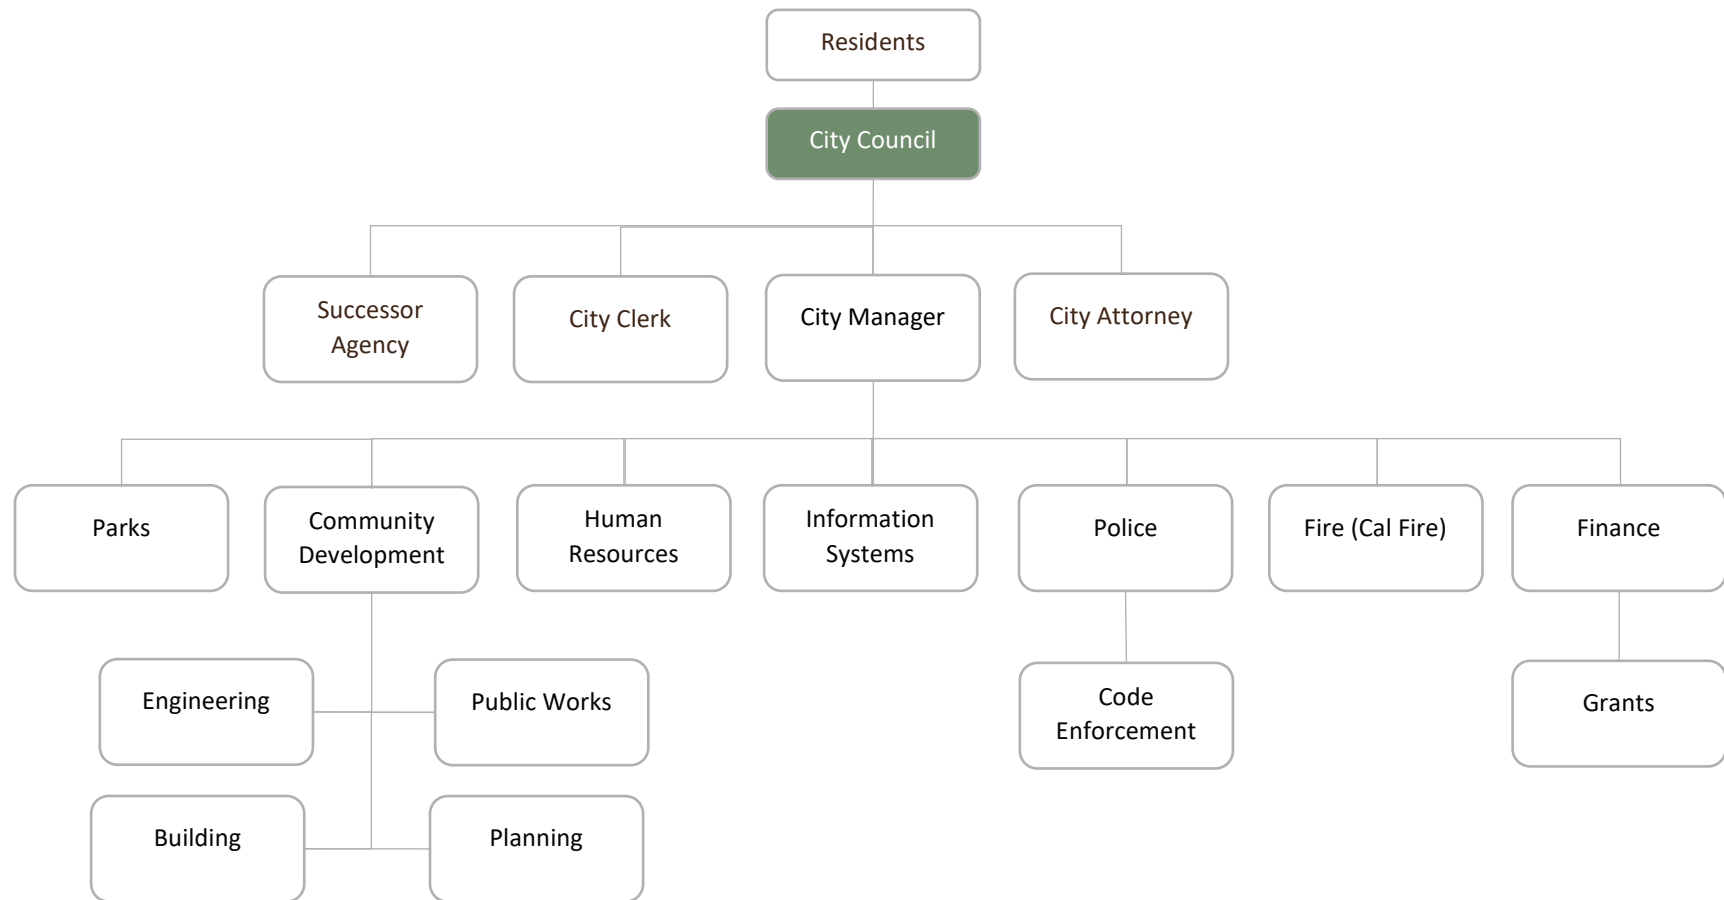 Residents
City Council
Successor
Agency
City Clerk
City Manager
City Attorney
Parks
Community
Development
Human
Resources
Information
Systems
Police
Fire (Cal Fire)
Finance
Engineering
Public Works
Code
Enforcement
Grants
Building
Planning